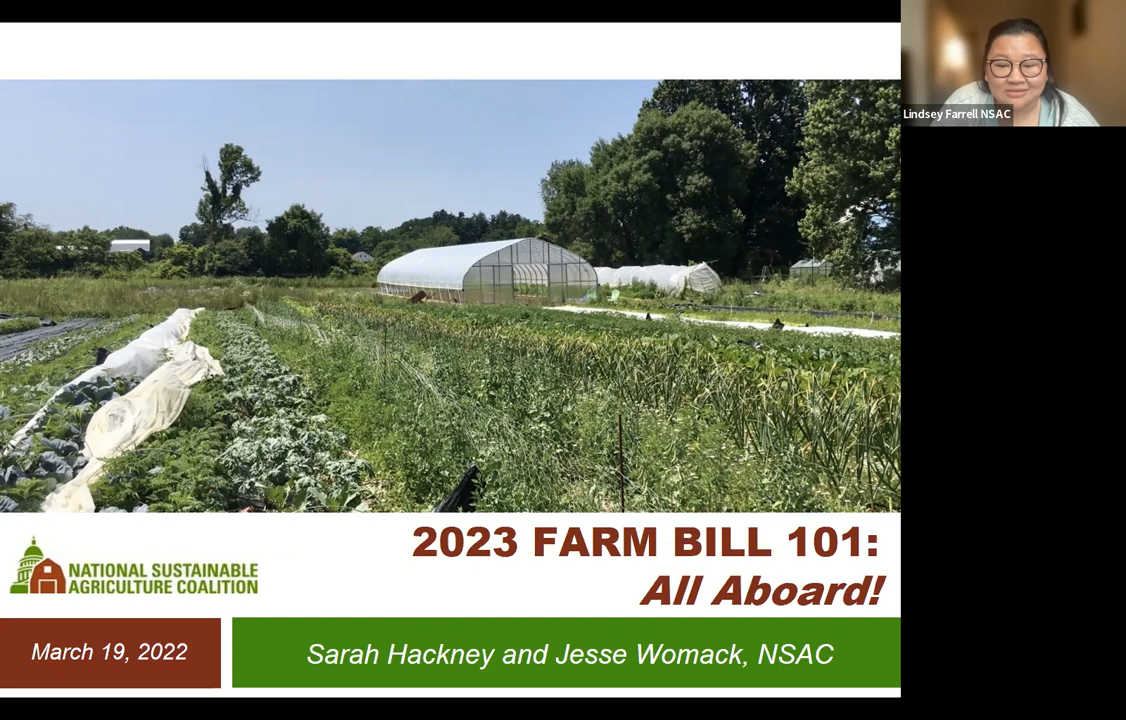 Lindsey Farrell NSAC
2023 FARM BILL 101:
All Aboard!
NATIONAL SUSTAINABLE
AGRICULTURE COALITION
March 19, 2022
Sarah Hackney and Jesse Womack, NSAC